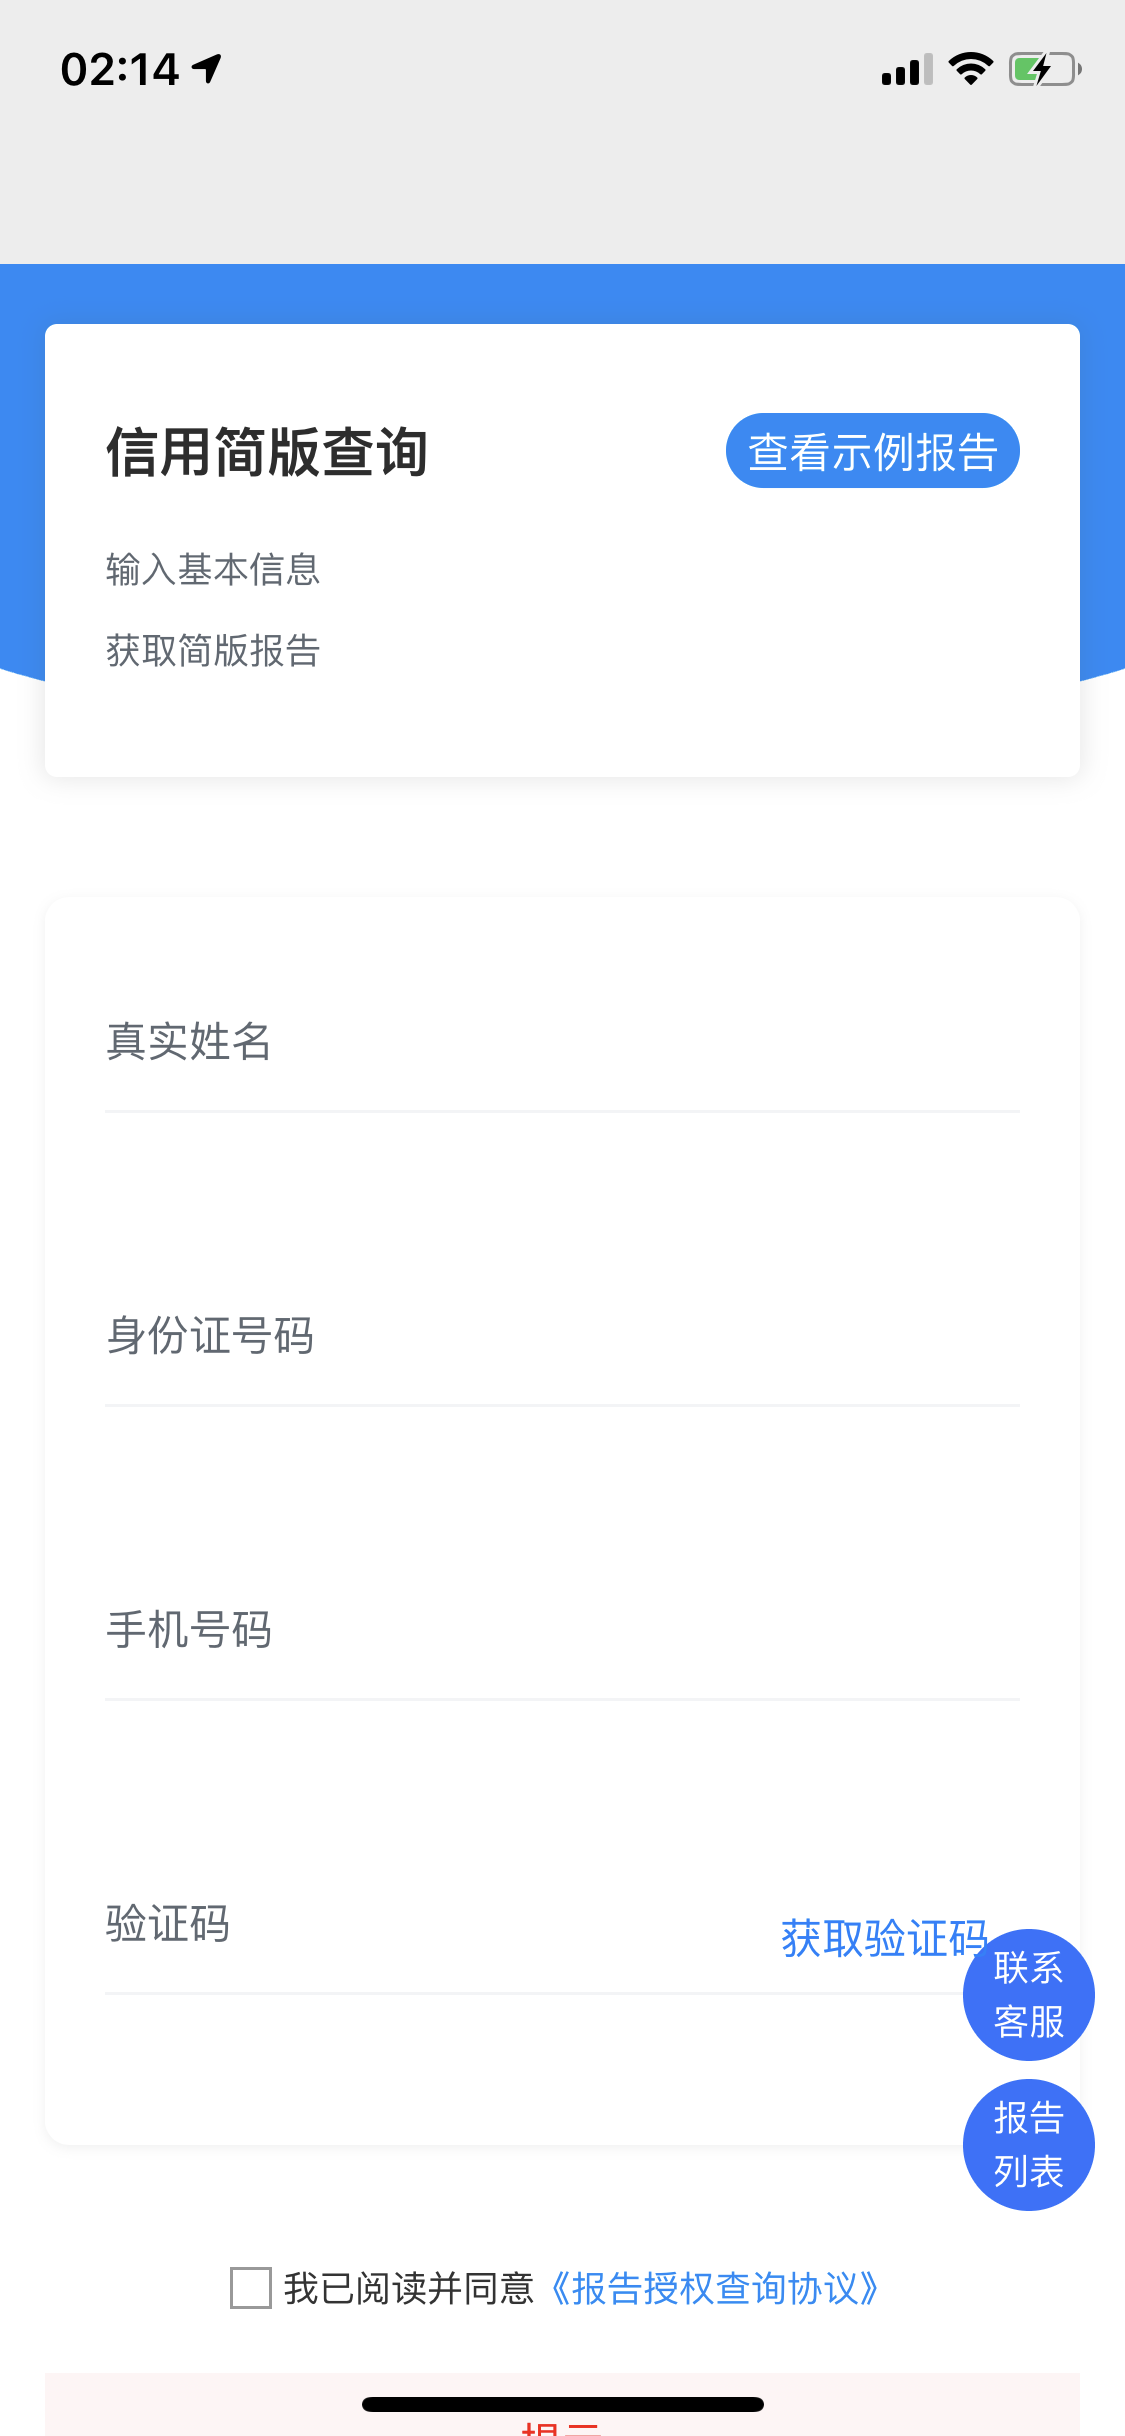 02:14
信用简版查询
查看示例报告
输入基本信息
获取简版报告
真实姓名
身份证号码
手机号码
验证码
获取验证码
联系
客服
报告
列表
我已阅读并同意《报告授权查询协议》